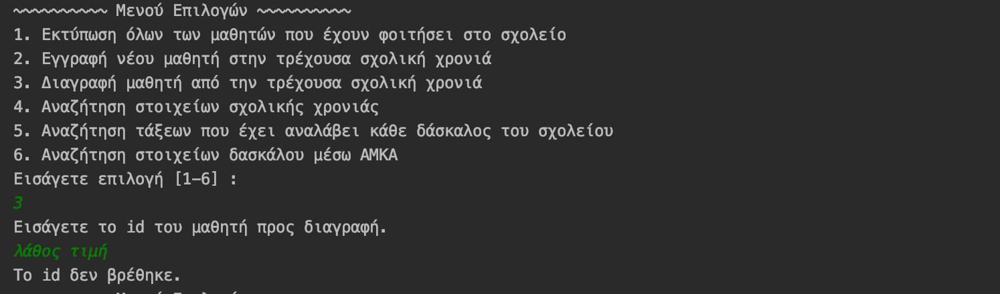 ~~~~~~~~~~ Μενού Επιλογών ~~~~~~~~~~
1. Εκτύπωση όλων των μαθητών που έχουν φοιτήσει στο σχολείο
2. Εγγραφή νέου μαθητή στην τρέχουσα σχολική χρονιά
3. Διαγραφή μαθητή από την τρέχουσα σχολική χρονιά
4. Αναζήτηση στοιχείων σχολικής χρονιάς
5. Αναζήτηση τάξεων που έχει αναλάβει κάθε δάσκαλος του σχολείου
6. Αναζήτηση στοιχείων δασκάλου μέσω ΑΜΚΑ
Εισάγετε επιλογή [1-6] :
3
Εισάγετε το id του μαθητή προς διαγραφή.
λάθος τιμή
Το id δεν βρέθηκε.